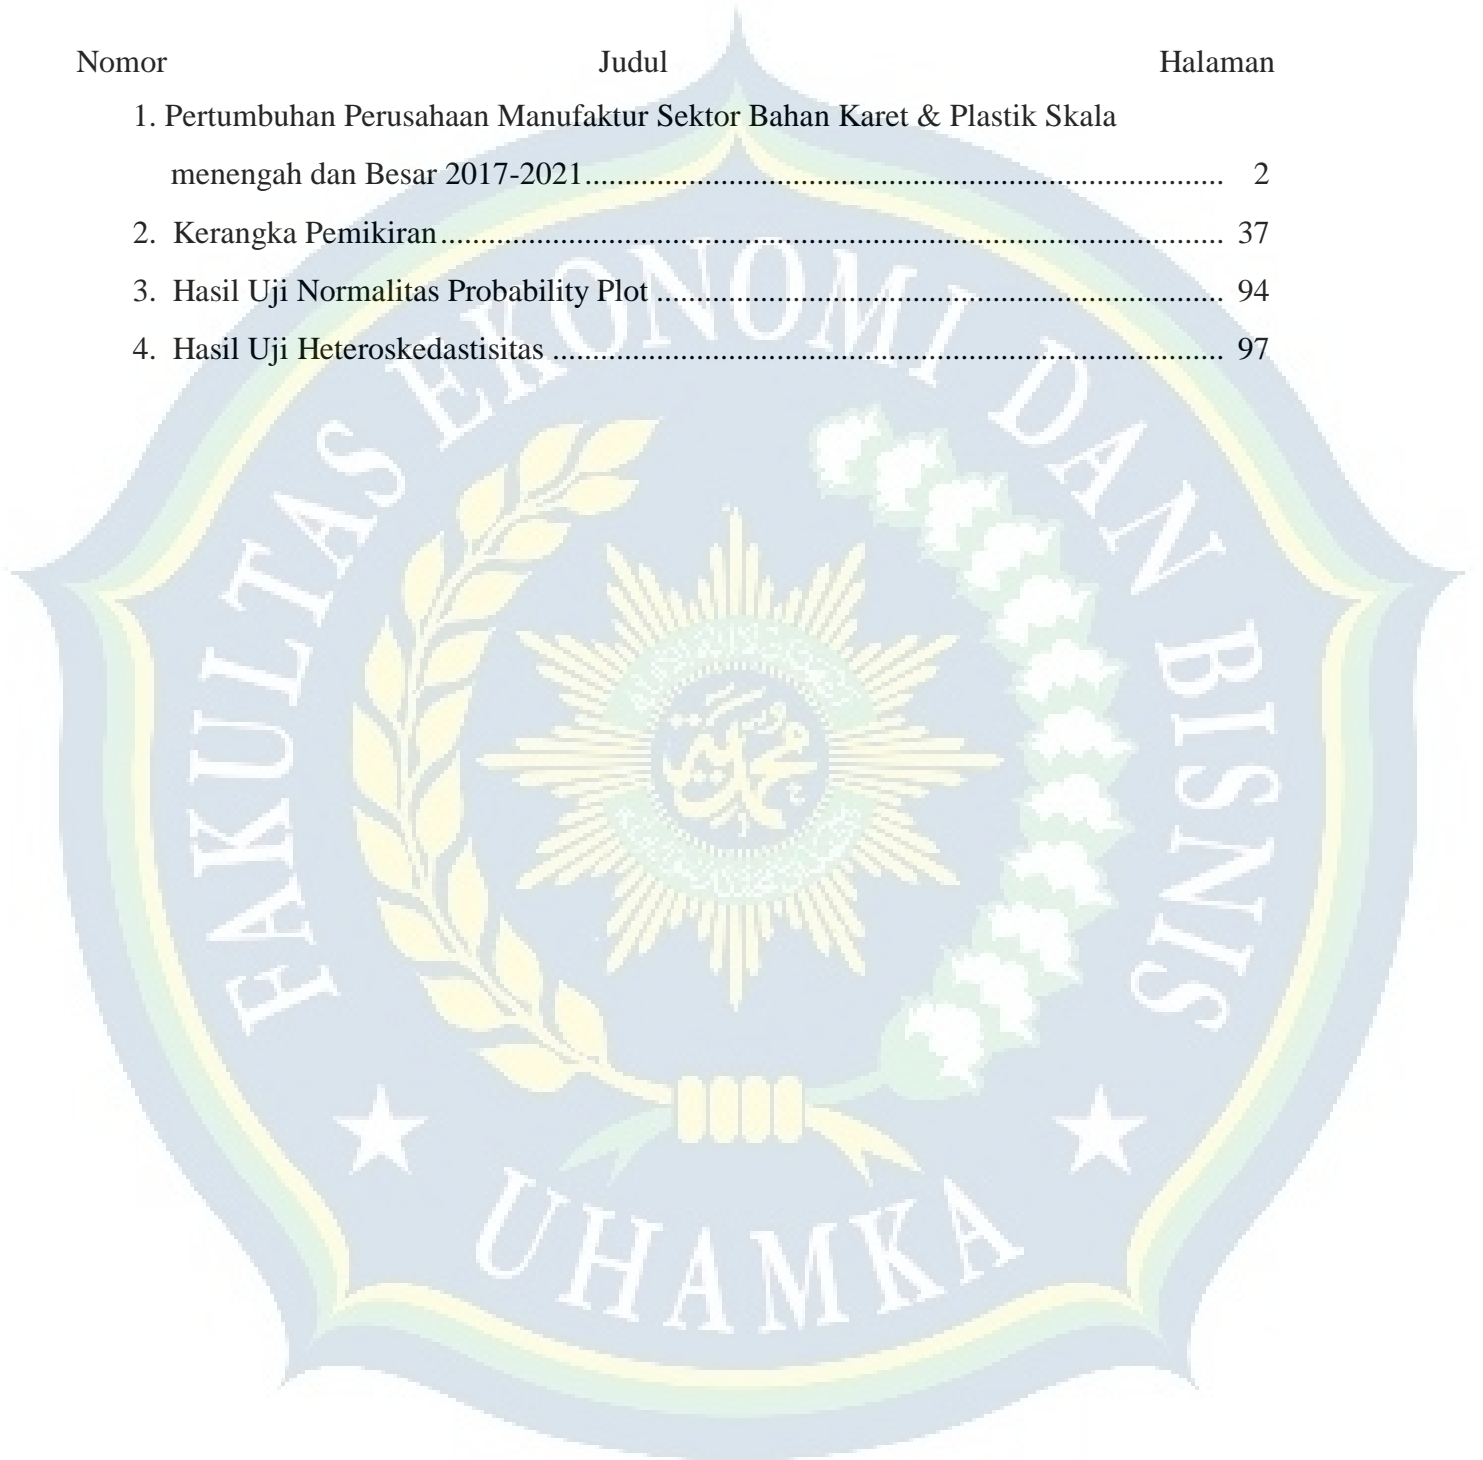 Nomor Judul Halaman
1. Pertumbuhan Perusahaan Manufaktur Sektor Bahan Karet & Plastik Skala
menengah dan Besar 2017-2021................................................................................ 2
2. Kerangka Pemikiran.................................................................................................. 37
3. Hasil Uji Normalitas Probability Plot ....................................................................... 94
4. Hasil Uji Heteroskedastisitas .................................................................................... 97
FAKULTAS EKONOMI DAN BISNIS
UHAMKA